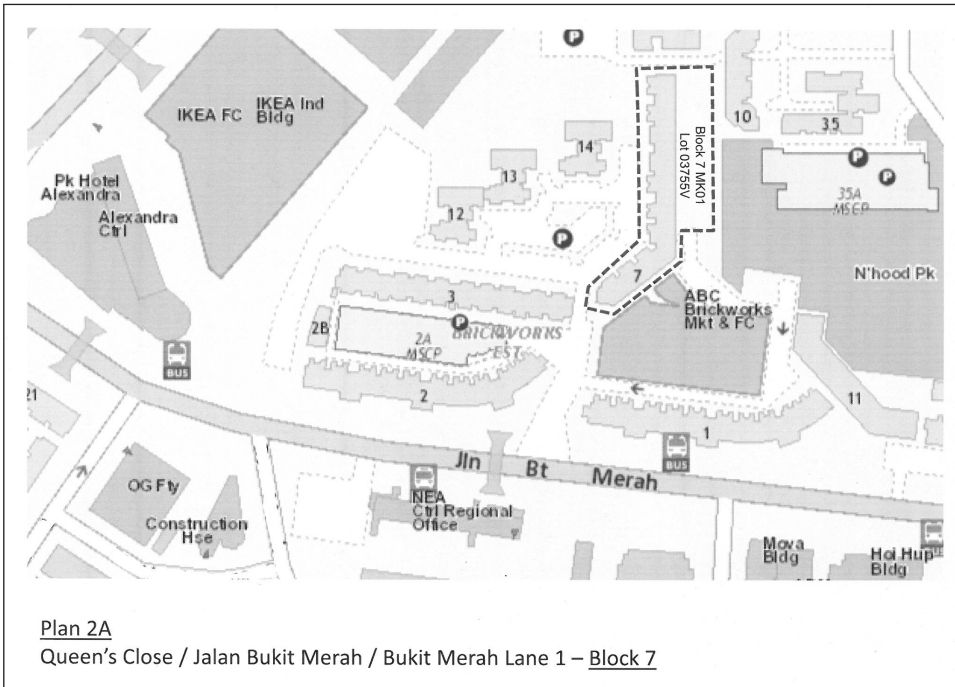 IKEA FC
IKEA Ind
Bldg
Pk Hotel
Alexandra
Alexandra
Ctrl
BUS
21
OG Fty
Construction
Hse
P
14
13
12
P
3
2B
P
2A
MSCP
BRICKWORKS
EST
2
7
Block 7 MK01
Lot 03755V
10
35
P
P
35A
MSCP
N'hood Pk
ABC
Brickworks
Mkt & FC
11
1
BUS
Jln Bt Merah
NEA
Ctrl Regional
Office
Mova
Bldg
Hoi Hup
Bldg
Plan 2A
Queen's Close / Jalan Bukit Merah / Bukit Merah Lane 1 – Block 7